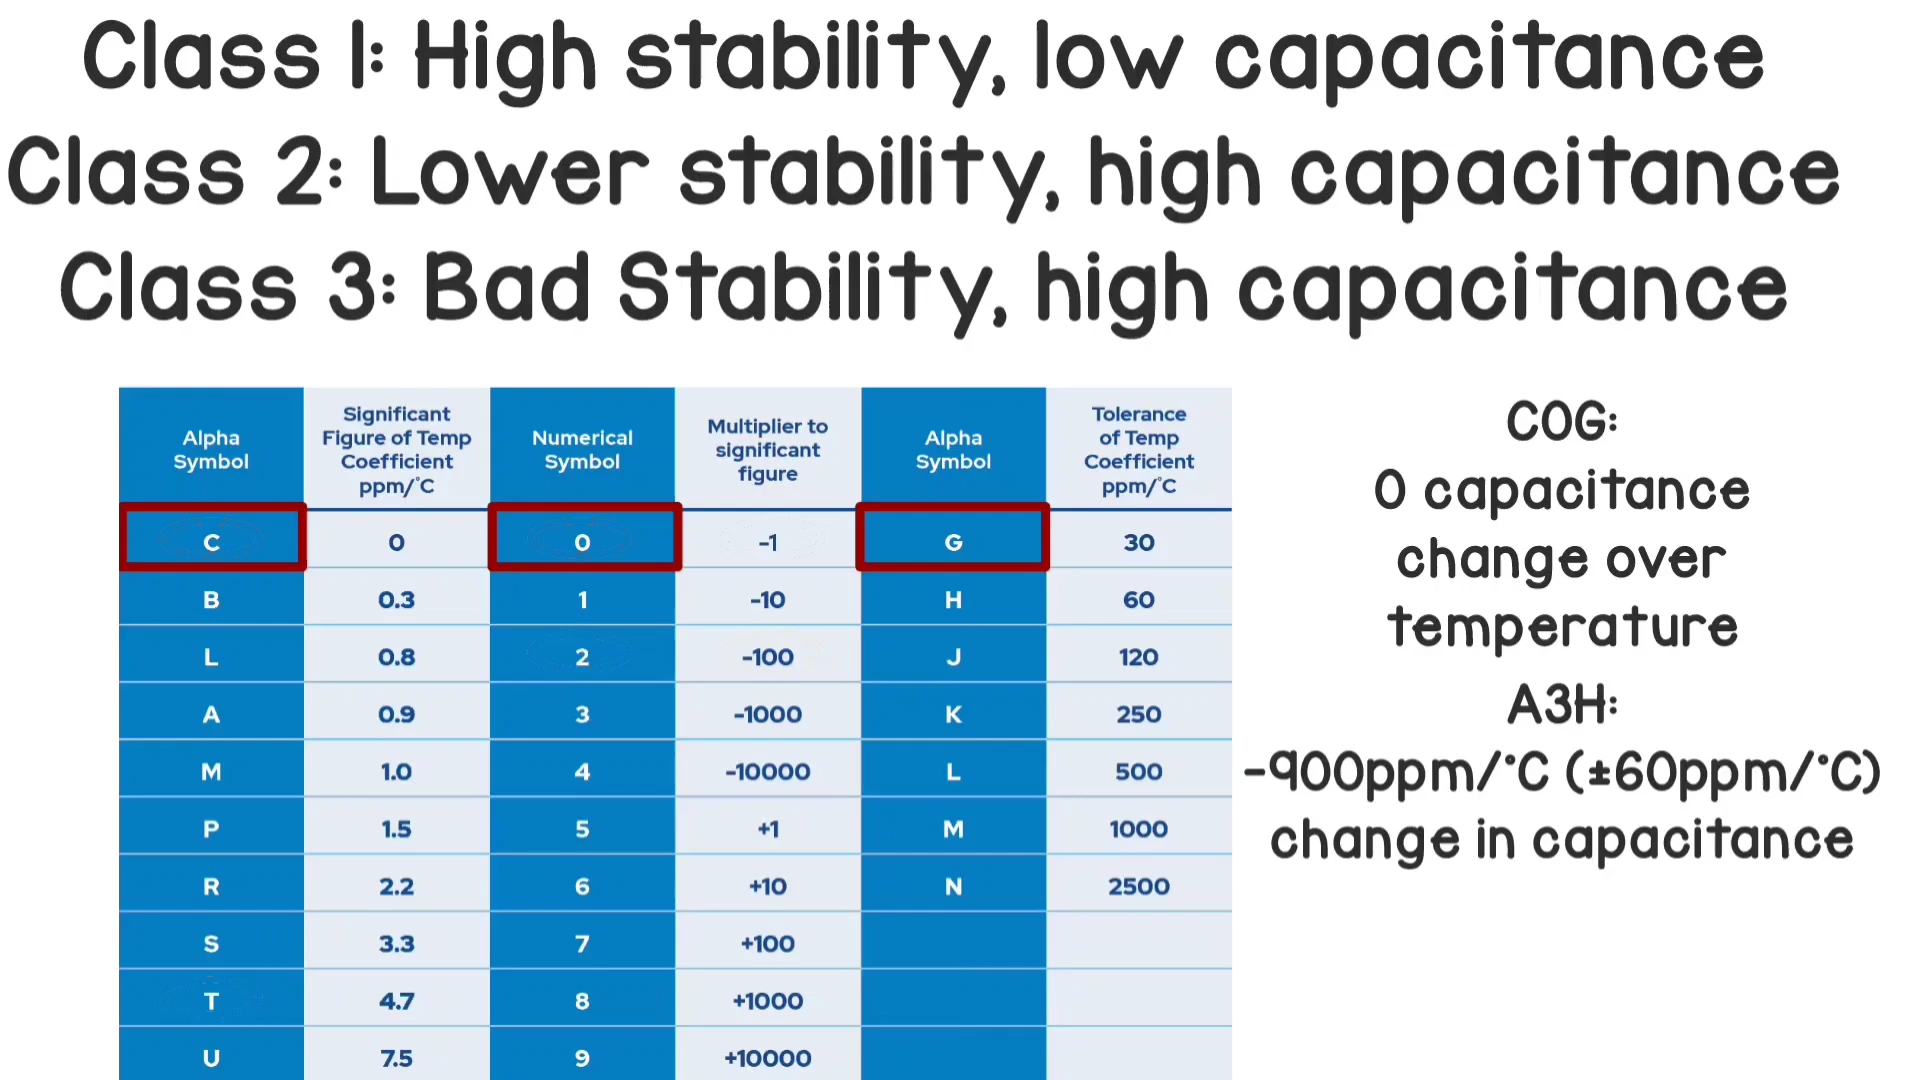 Class 1: High stability, low capacitance
Class 2: Lower stability, high capacitance
Class 3: Bad Stability, high capacitance
Alpha Symbol | Significant Figure of Temp Coefficient ppm/°C | Numerical Symbol | Multiplier to significant figure | Alpha Symbol | Tolerance of Temp Coefficient ppm/°C
C 0 0 -1 G 30
B 0.3 1 -10 H 60
L 0.8 2 -100 J 120
A 0.9 3 -1000 K 250
M 1.0 4 -10000 L 500
P 1.5 5 +1 M 1000
R 2.2 6 +10 N 2500
S 3.3 7 +100
T 4.7 8 +1000
U 7.5 9 +10000
C0G:
0 capacitance
change over
temperature
A3H:
-900ppm/°C (±60ppm/°C)
change in capacitance